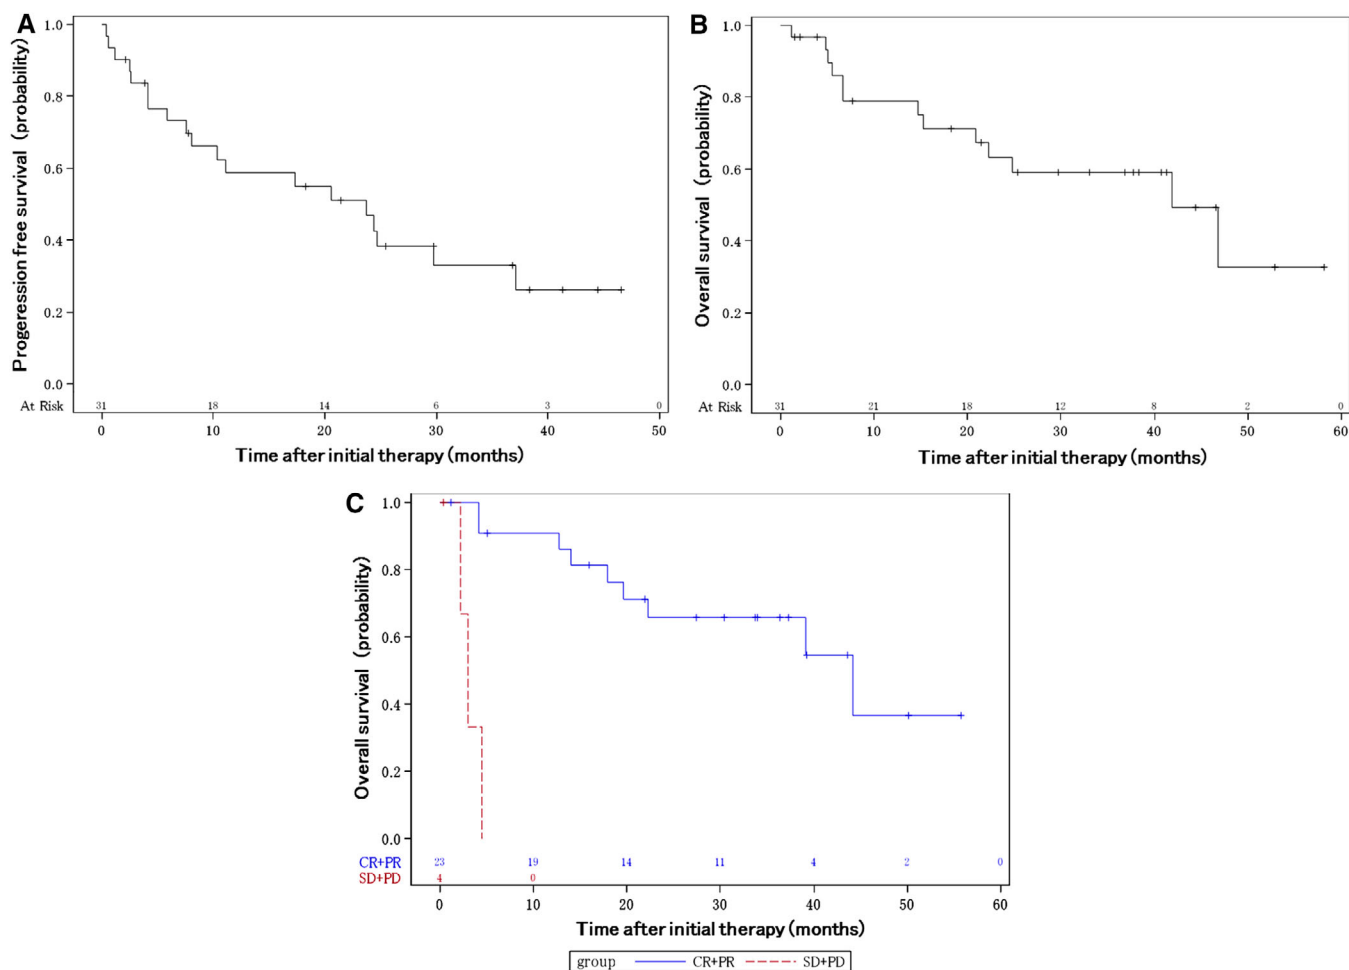 A
Progeression free survival (probability)
1.0
0.8
0.6
0.4
0.2
0.0
At Risk 31 18 14 6 3 0
0 10 20 30 40 50
Time after initial therapy (months)
B
Overall survival (probability)
1.0
0.8
0.6
0.4
0.2
0.0
At Risk 31 21 18 12 8 2 0
0 10 20 30 40 50 60
Time after initial therapy (months)
C
Overall survival (probability)
1.0
0.8
0.6
0.4
0.2
0.0
CR+PR 23 19 14 11 4 2 0
SD+PD 4 0
0 10 20 30 40 50 60
Time after initial therapy (months)
group CR+PR SD+PD